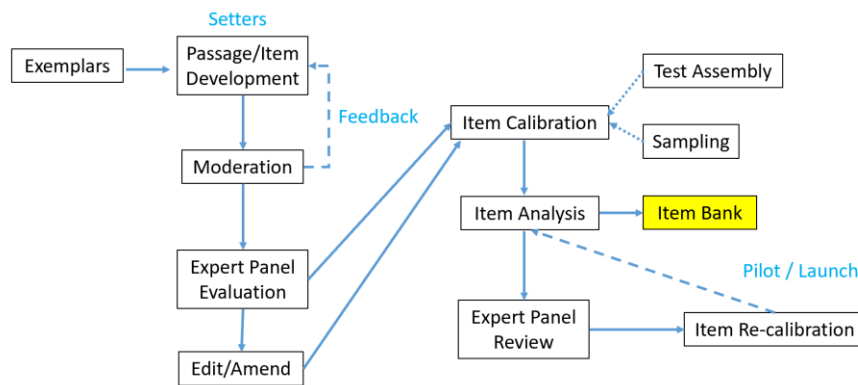 Setters
Exemplars
Passage/Item
Development
Feedback
Moderation
Expert Panel
Evaluation
Edit/Amend
Item Calibration
Test Assembly
Sampling
Item Analysis
Item Bank
Pilot / Launch
Expert Panel
Review
Item Re-calibration